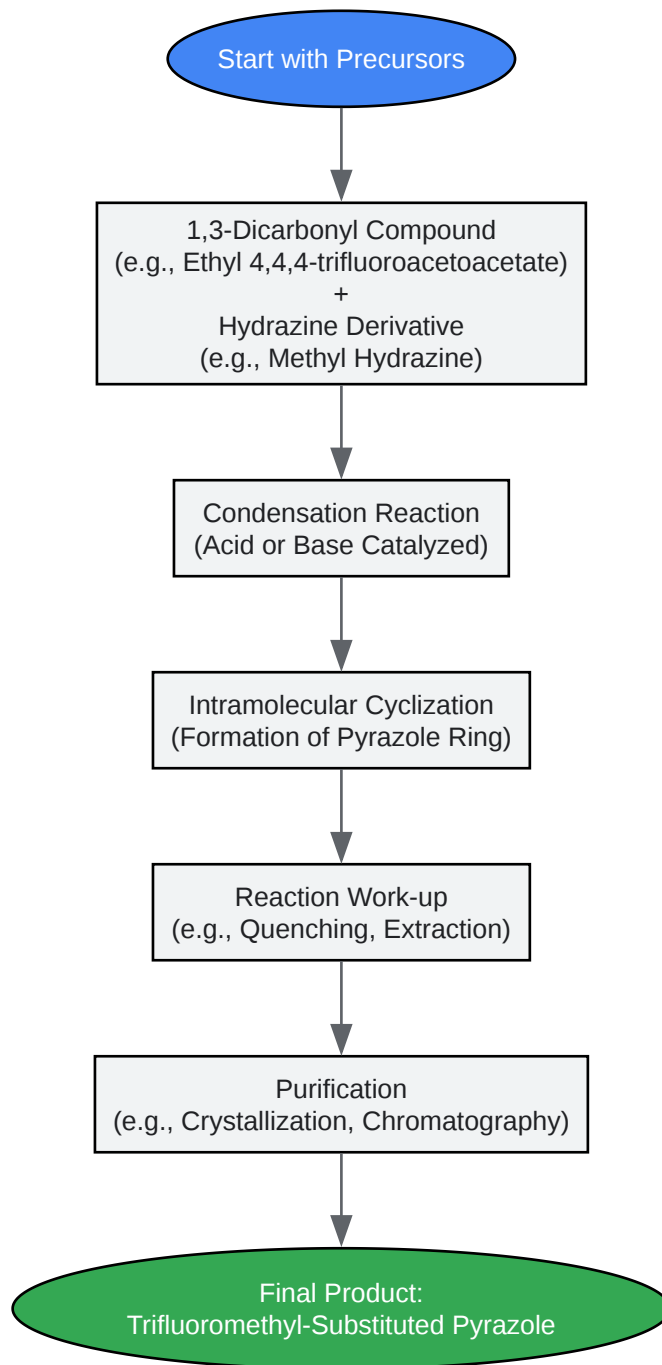 Start with Precursors
1,3-Dicarbonyl Compound
(e.g., Ethyl 4,4,4-trifluoroacetoacetate)
+
Hydrazine Derivative
(e.g., Methyl Hydrazine)
Condensation Reaction
(Acid or Base Catalyzed)
Intramolecular Cyclization
(Formation of Pyrazole Ring)
Reaction Work-up
(e.g., Quenching, Extraction)
Purification
(e.g., Crystallization, Chromatography)
Final Product:
Trifluoromethyl-Substituted Pyrazole